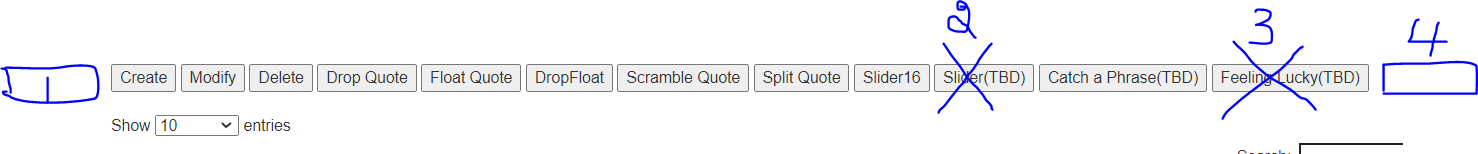 2 3 4
1 Create Modify Delete Drop Quote Float Quote DropFloat Scramble Quote Split Quote Slider16 Slider(TBD) Catch a Phrase(TBD) Feeling Lucky(TBD)
Show 10 entries